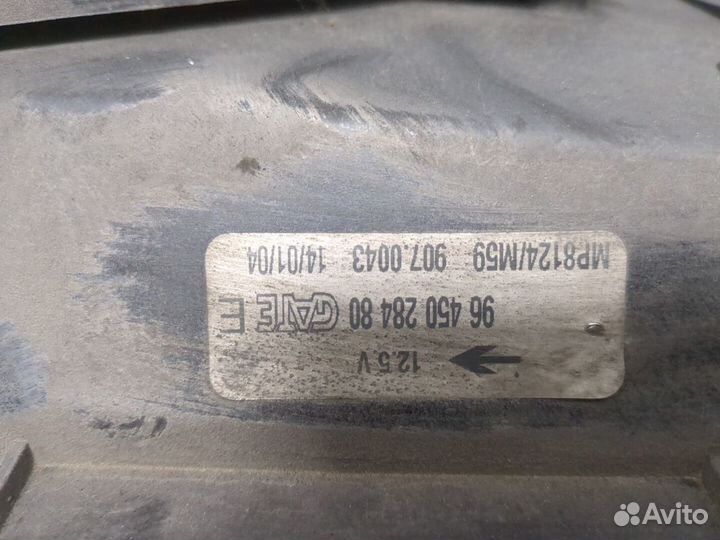 MP8124/M59 907.0043 14/01/04
96 450 284 80 GATE E
12.5 V
Avito